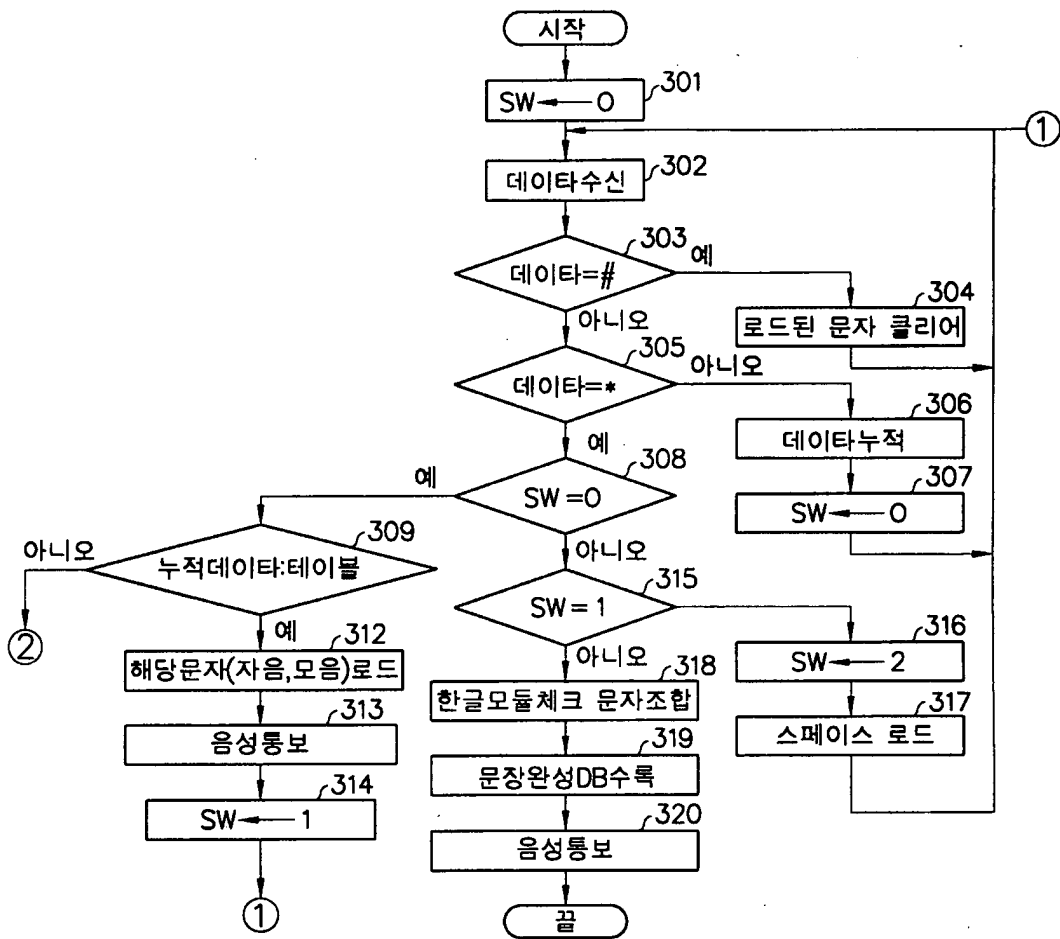 시작
301
SW ← 0
①
302
데이타수신
303
데이타=#
예
아니오
304
로드된 문자 클리어
305
데이타=*
아니오
예
306
데이타누적
307
SW ← 0
308
SW=0
예
아니오
309
누적데이타:테이블
아니오
②
예
312
해당문자(자음,모음)로드
313
음성통보
314
SW ← 1
①
315
SW=1
아니오
316
SW ← 2
317
스페이스 로드
318
한글모듈체크 문자조합
319
문장완성DB수록
320
음성통보
끝